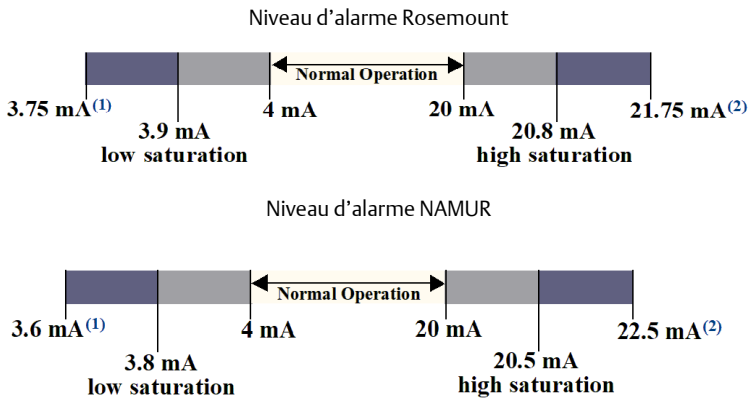 Niveau d’alarme Rosemount
Normal Operation
3.75 mA(1)
4 mA
20 mA
21.75 mA(2)
3.9 mA
low saturation
20.8 mA
high saturation
Niveau d’alarme NAMUR
Normal Operation
3.6 mA(1)
4 mA
20 mA
22.5 mA(2)
3.8 mA
low saturation
20.5 mA
high saturation